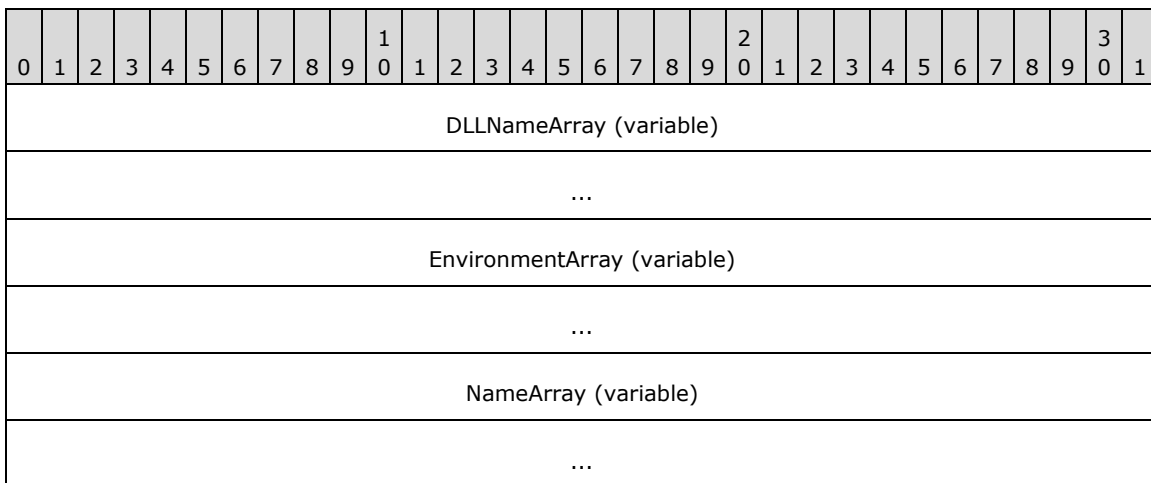 1 2 3
0 1 2 3 4 5 6 7 8 9 0 1 2 3 4 5 6 7 8 9 0 1 2 3 4 5 6 7 8 9 0 1
DLLNameArray (variable)
...
EnvironmentArray (variable)
...
NameArray (variable)
...